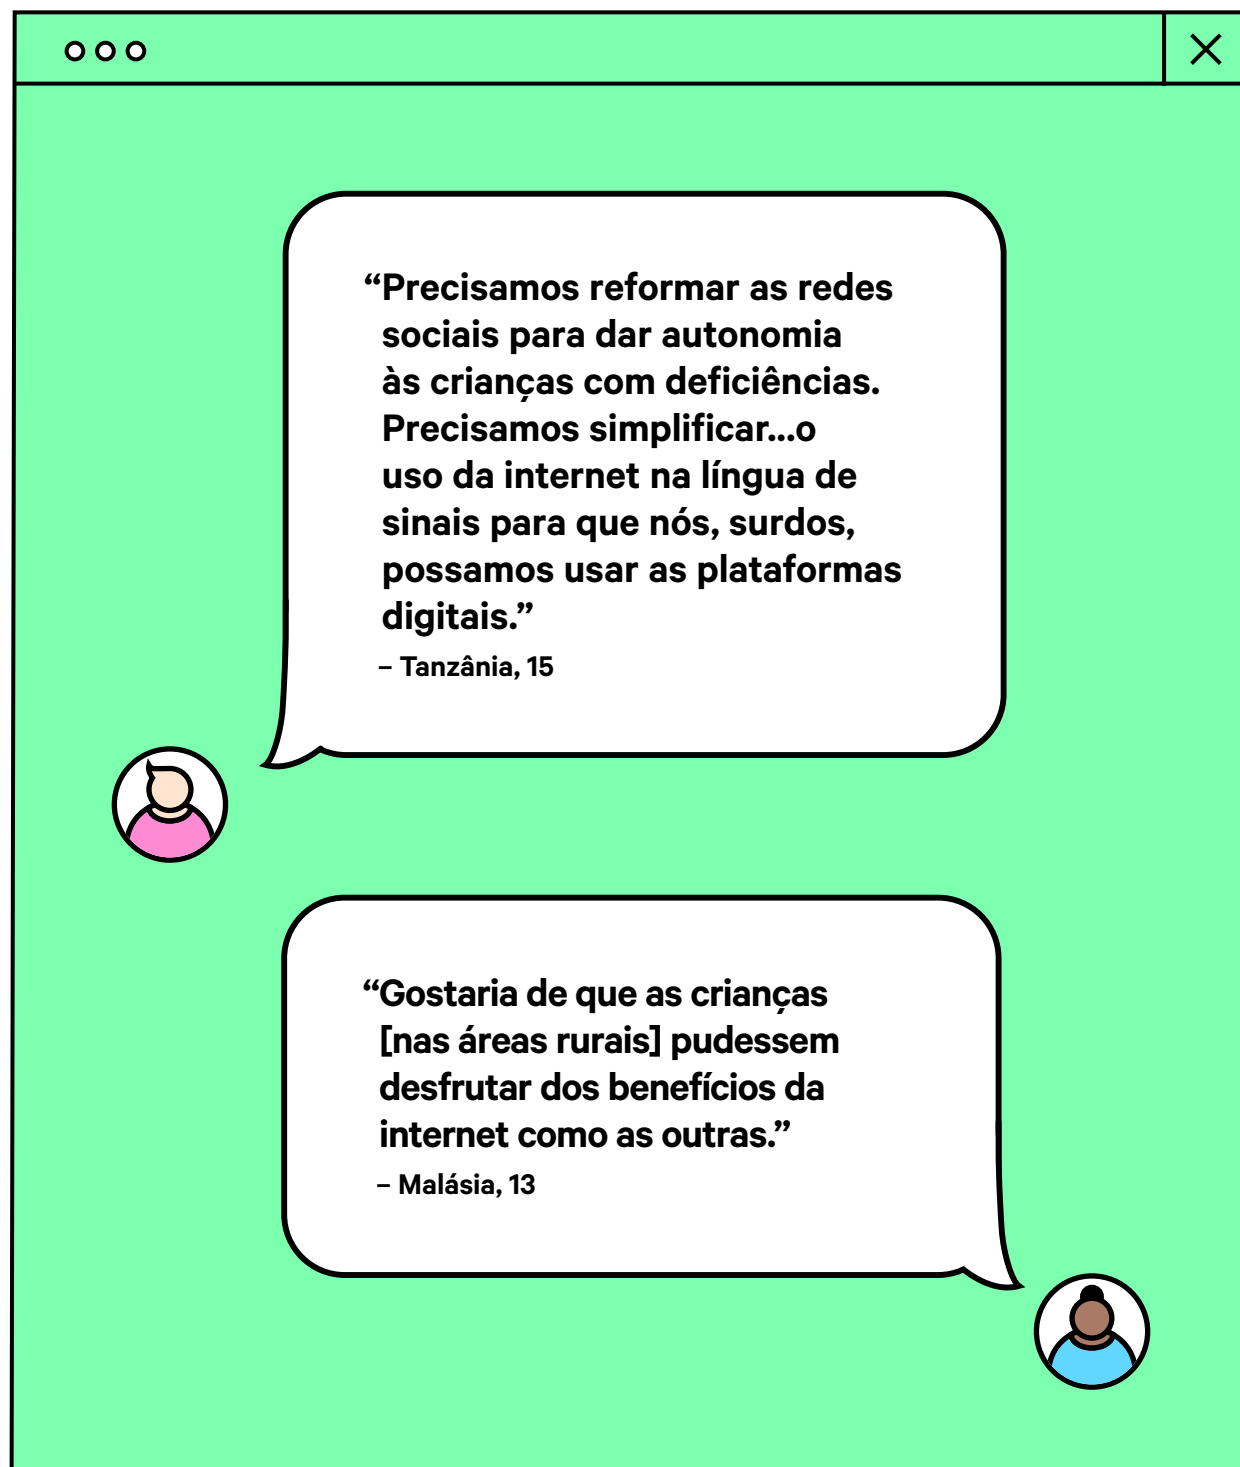 “Precisamos reformar as redes
sociais para dar autonomia
às crianças com deficiências.
Precisamos simplificar...o
uso da internet na língua de
sinais para que nós, surdos,
possamos usar as plataformas
digitais.”
– Tanzânia, 15
“Gostaria de que as crianças
[nas áreas rurais] pudessem
desfrutar dos benefícios da
internet como as outras.”
– Malásia, 13